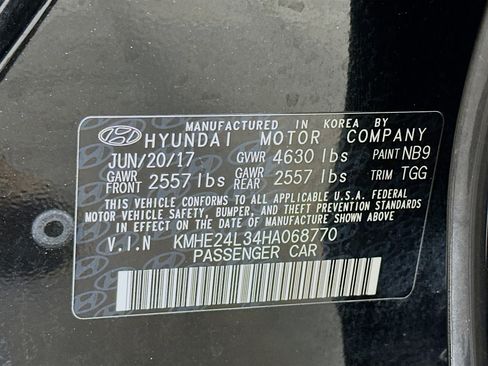 MANUFACTURED IN KOREA BY
HYUNDAI MOTOR COMPANY
JUN/20/17 GVWR 4630 lbs PAINT NB9
GAWR FRONT 2557 lbs GAWR REAR 2557 lbs TRIM TGG
THIS VEHICLE CONFORMS TO ALL APPLICABLE U.S.A. FEDERAL
MOTOR VEHICLE SAFETY, BUMPER, AND THEFT PREVENTION STANDARDS
IN EFFECT ON THE DATE OF MANUFACTURE SHOWN ABOVE
V.I.N KMHE24L34HA068770
PASSENGER CAR